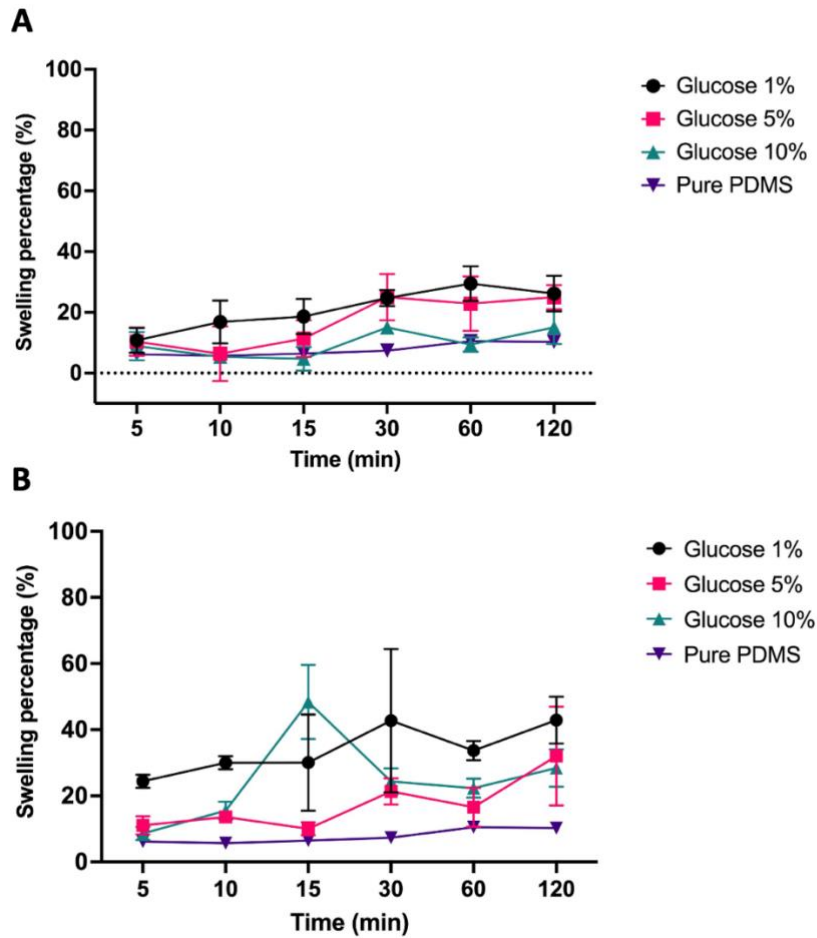 A
100
80
60
40
20
0
Swelling percentage (%)
5 10 15 30 60 120
Time (min)
Glucose 1%
Glucose 5%
Glucose 10%
Pure PDMS
B
100
80
60
40
20
0
Swelling percentage (%)
5 10 15 30 60 120
Time (min)
Glucose 1%
Glucose 5%
Glucose 10%
Pure PDMS